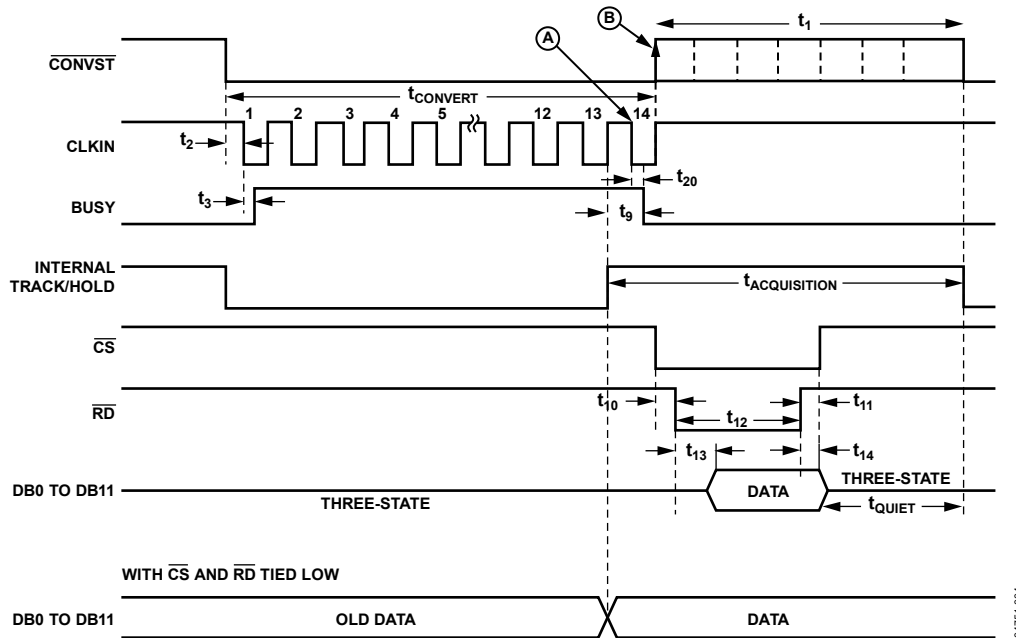 B
t1
A
CONVST
tCONVERT
1 2 3 4 5 12 13 14
CLKIN
t2
t20
t3
BUSY
t9
INTERNAL
TRACK/HOLD
tACQUISITION
CS
RD
t10
t12
t11
t13
t14
DB0 TO DB11
THREE-STATE
DATA
THREE-STATE
tQUIET
WITH CS AND RD TIED LOW
DB0 TO DB11
OLD DATA
DATA